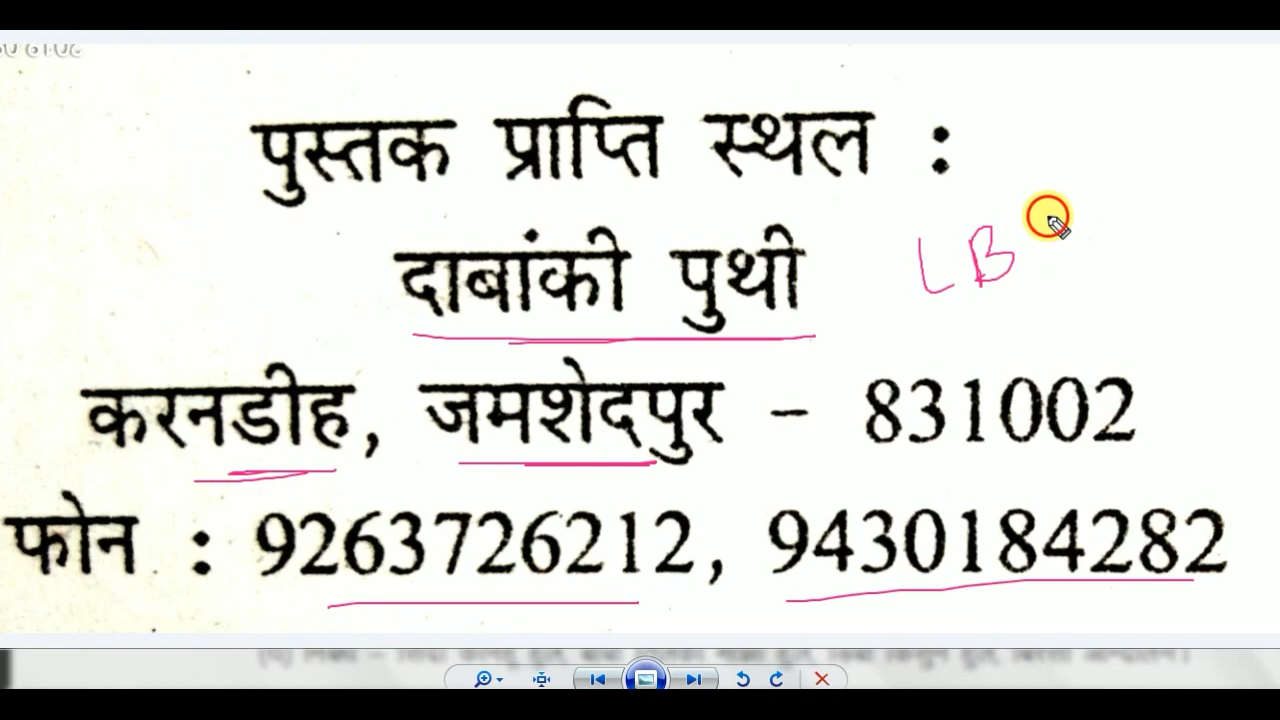 पुस्तक प्राप्ति स्थल :
दाबांकी पुथी
LB
करनडीह, जमशेदपुर - 831002
फोन : 9263726212, 9430184282